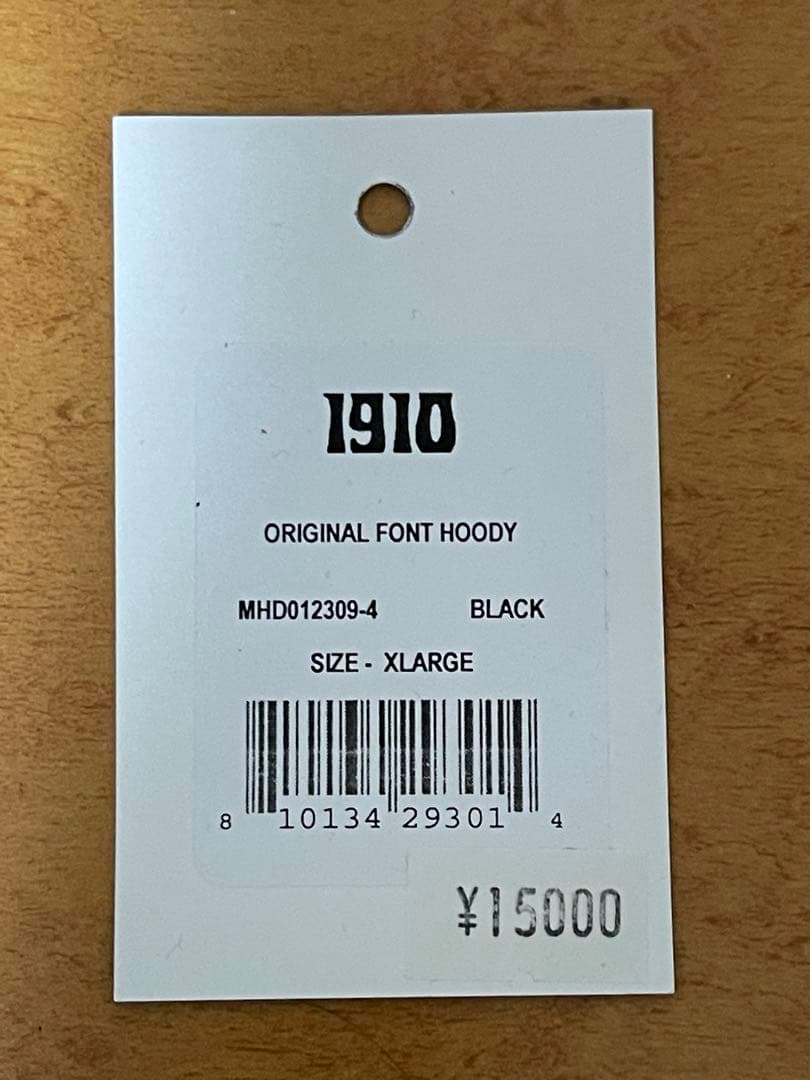 1910
ORIGINAL FONT HOODY
MHD012309-4 BLACK
SIZE - XLARGE
8 10134 29301 4
¥15000